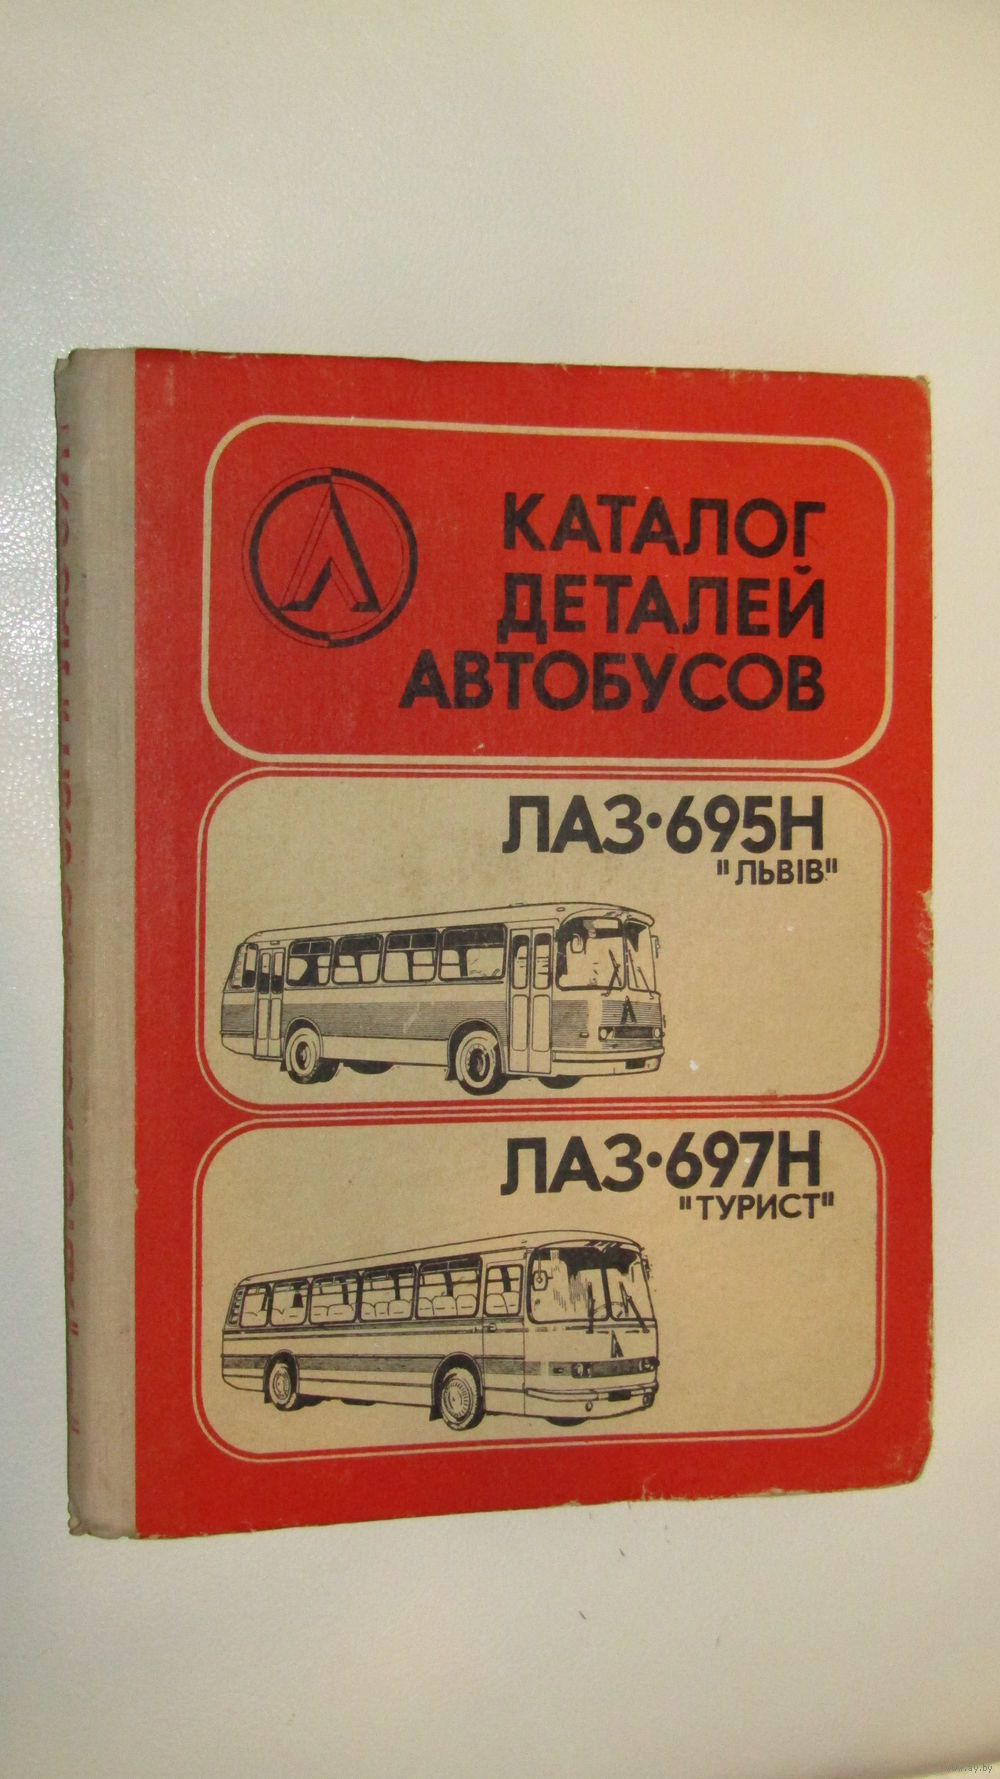 КАТАЛОГ
ДЕТАЛЕЙ
АВТОБУСОВ
ЛАЗ·695Н
"ЛЬВІВ"
ЛАЗ·697Н
"ТУРИСТ"